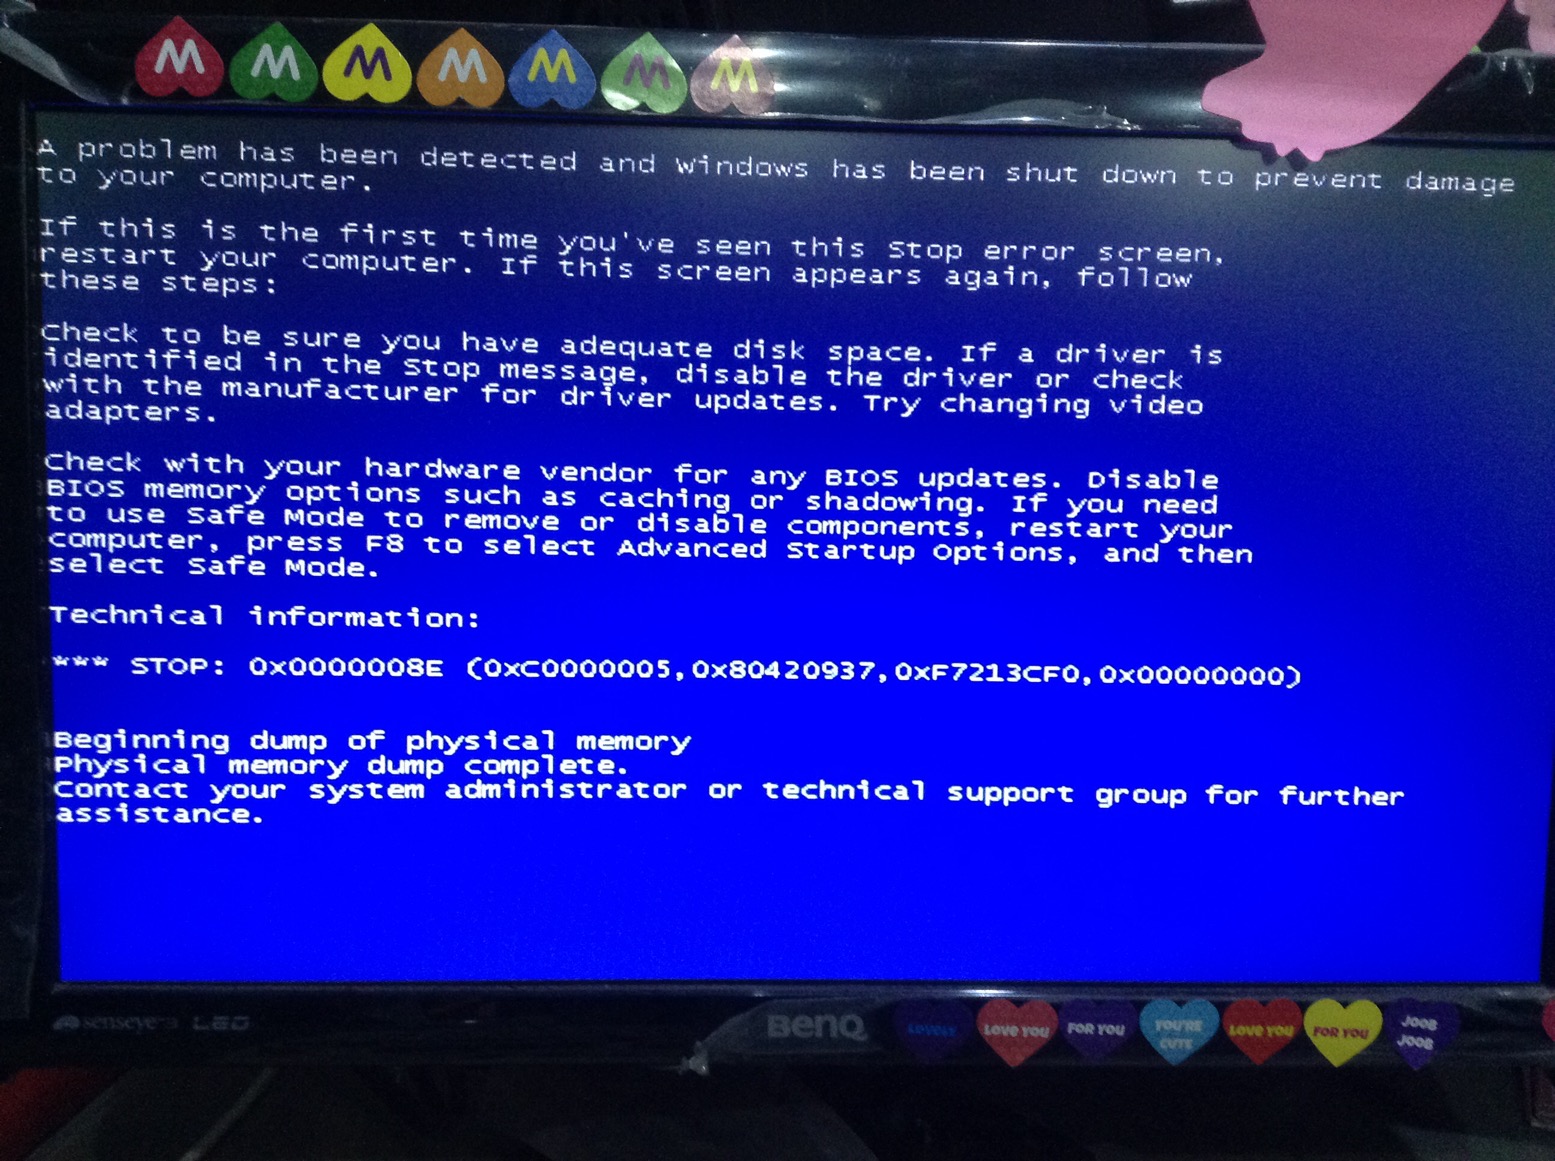 M M M M M M M
A problem has been detected and windows has been shut down to prevent damage
to your computer.
If this is the first time you've seen this Stop error screen,
restart your computer. If this screen appears again, follow
these steps:
Check to be sure you have adequate disk space. If a driver is
identified in the Stop message, disable the driver or check
with the manufacturer for driver updates. Try changing video
adapters.
Check with your hardware vendor for any BIOS updates. Disable
BIOS memory options such as caching or shadowing. If you need
to use Safe Mode to remove or disable components, restart your
computer, press F8 to select Advanced Startup Options, and then
select Safe Mode.
Technical information:
*** STOP: 0x0000008E (0xC0000005,0x80420937,0xF7213CF0,0x00000000)
Beginning dump of physical memory
Physical memory dump complete.
Contact your system administrator or technical support group for further
assistance.
senseye3 LED
BenQ
LOVELY
LOVE YOU
FOR YOU
YOU'RE
CUTE
LOVE YOU
FOR YOU
JOOB
JOOB